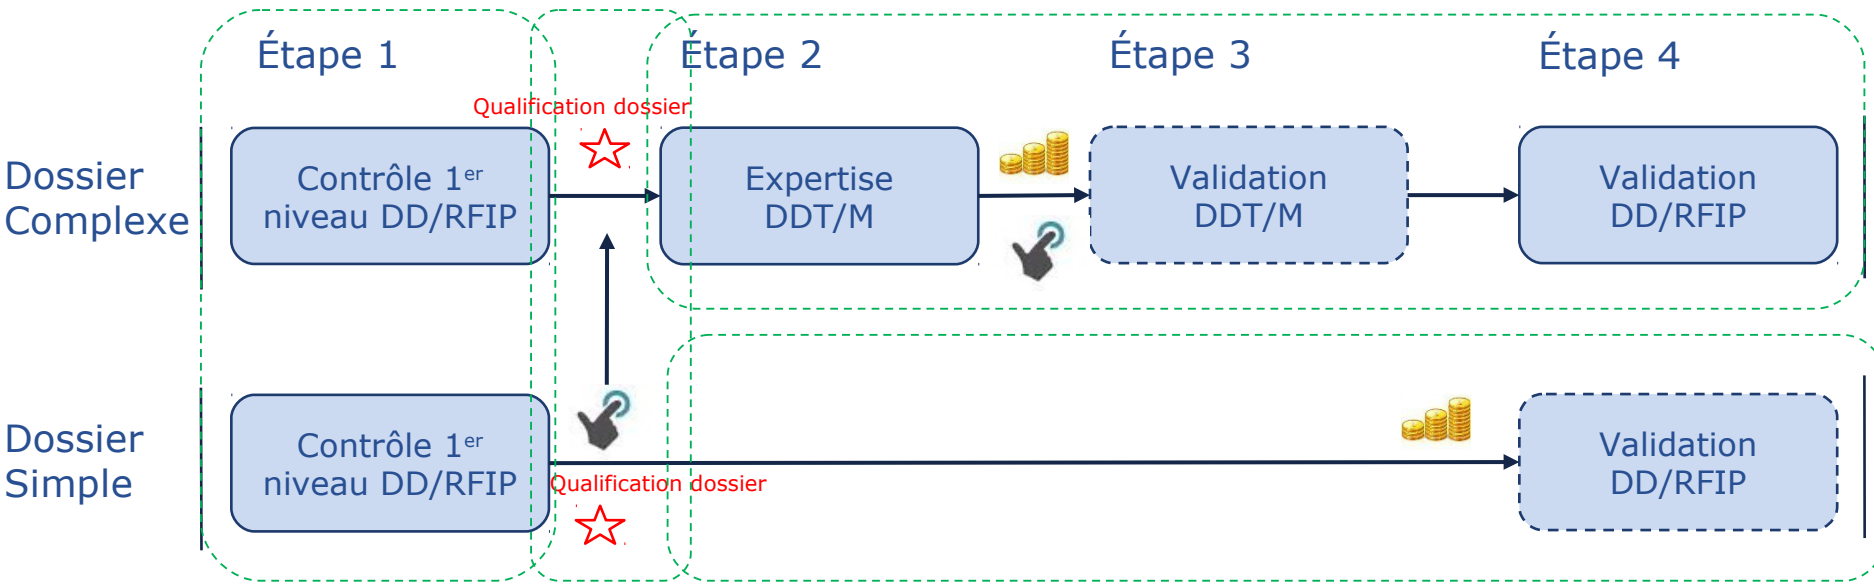 Étape 1
Étape 2
Étape 3
Étape 4
Qualification dossier
Dossier
Complexe
Contrôle 1er
niveau DD/RFIP
Expertise
DDT/M
Validation
DDT/M
Validation
DD/RFIP
Dossier
Simple
Contrôle 1er
niveau DD/RFIP
Qualification dossier
Validation
DD/RFIP